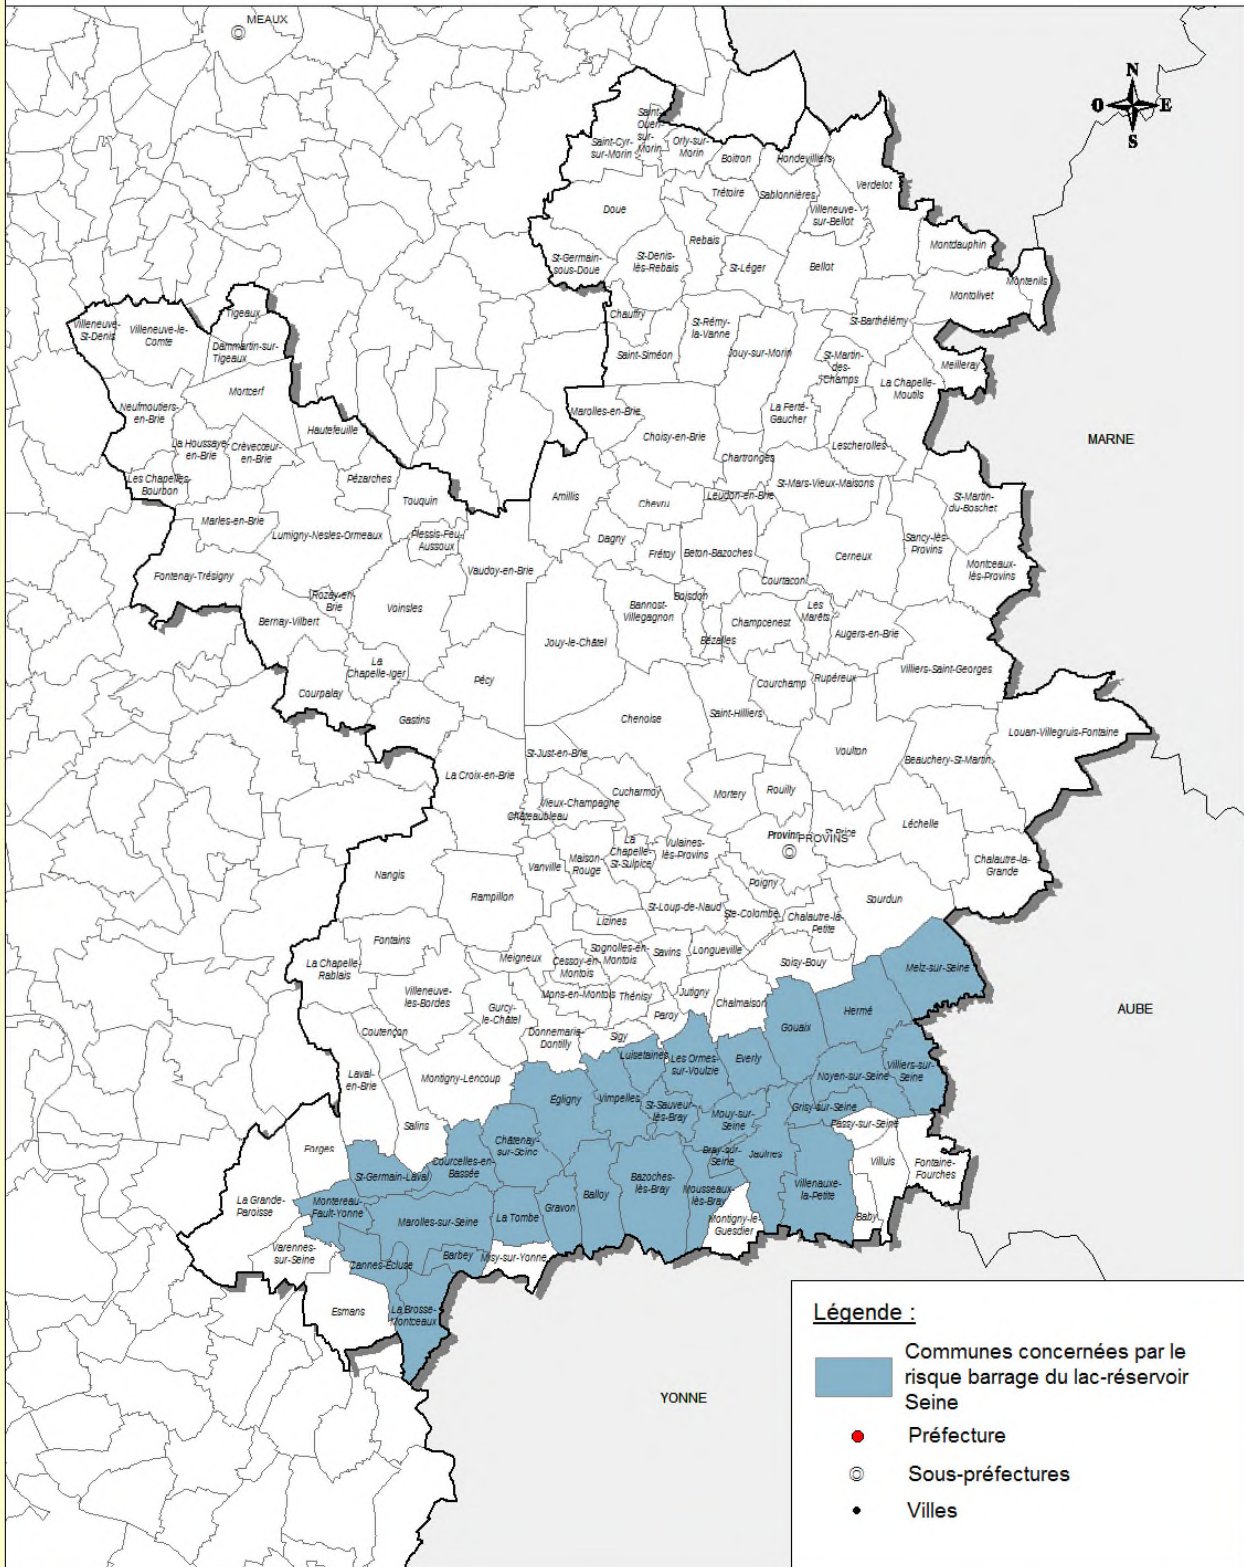 MEAUX
N
O
E
S
Saint-
Ouen-
sur-
Morin
Saint-Cyr-
sur-Morin
Orly-sur-
Morin
Boitron
Hondevilliers
Verdelot
Trétoire
Sablonnières
Villeneuve-
sur-Bellot
Doue
Rebais
Montdauphin
St-Germain-
sous-Doue
St-Denis-
lès-Rebais
St-Léger
Bellot
Montenils
Montolivet
Tigeaux
Villeneuve-
St-Denis
Villeneuve-le-
Comte
Chauffry
St-Rémy-
la-Vanne
St-Barthélémy
Dammartin-sur-
Tigeaux
Saint-Siméon
Jouy-sur-Morin
St-Martin-
des-
Champs
Meilleray
La Chapelle-
Moutils
Mortcerf
Neufmoutiers-
en-Brie
Marolles-en-Brie
La Ferté-
Gaucher
Hautefeuille
La Houssaye-
en-Brie
Crèvecœur-
en-Brie
Choisy-en-Brie
Lescherolles
MARNE
Chartronges
Les Chapelles-
Bourbon
Pézarches
St-Mars-Vieux-Maisons
Touquin
Amillis
Chevru
Leudon-en-Brie
St-Martin-
du-Boschet
Marles-en-Brie
Lumigny-Nesles-Ormeaux
Plessis-Feu-
Aussoux
Dagny
Frétoy
Beton-Bazoches
Cerneux
Sancy-lès-
Provins
Montceaux-
lès-Provins
Fontenay-Trésigny
Vaudoy-en-Brie
Courtacon
Rozay-en-
Brie
Voinsles
Boisdon
Bannost-
Villegagnon
Les
Marêts
Bernay-Vilbert
Champcenest
Augers-en-Brie
Jouy-le-Châtel
Bézalles
La
Chapelle-Iger
Villiers-Saint-Georges
Pécy
Courchamp
Rupéreux
Courpalay
Gastins
Chenoise
Saint-Hilliers
Louan-Villegruis-Fontaine
St-Just-en-Brie
Voulton
Beauchery-St-Martin
La Croix-en-Brie
Cucharmoy
Mortery
Rouilly
Vieux-Champagne
Châteaubleau
Léchelle
Provins
PROVINS
St-Brice
La
Chapelle-
St-Sulpice
Vulaines-
lès-Provins
Maison-
Rouge
Vanville
Chalautre-la-
Grande
Nangis
Poigny
Rampillon
Sourdun
St-Loup-de-Naud
Ste-Colombe
Chalautre-la-
Petite
Lizines
Fontains
Sognolles-en-
Montois
Savins
Longueville
La Chapelle-
Rablais
Meigneux
Cessoy-en-
Montois
Soisy-Bouy
Melz-sur-Seine
Villeneuve-
les-Bordes
Mons-en-Montois
Thénisy
Jutigny
Chalmaison
Gurcy-
le-Châtel
Paroy
Hermé
AUBE
Coutençon
Donnemarie-
Dontilly
Sigy
Gouaix
Luisetaines
Les Ormes-
sur-Voulzie
Everly
Villiers-sur-
Seine
Laval-
en-Brie
Montigny-Lencoup
Noyen-sur-Seine
Égligny
Vimpelles
St-Sauveur-
lès-Bray
Mouy-sur-
Seine
Grisy-sur-Seine
Passy-sur-Seine
Salins
Châtenay-
sur-Seine
Forges
Bray-sur-
Seine
Jaulnes
Courcelles-en-
Bassée
Villuis
Fontaine-
Fourches
St-Germain-Laval
Bazoches-
lès-Bray
Villenauxe-
la-Petite
Mousseaux-
lès-Bray
La Grande-
Paroisse
Montereau-
Fault-Yonne
Balloy
Gravon
La Tombe
Marolles-sur-Seine
Montigny-le-
Guesdier
Baby
Varennes-
sur-Seine
Barbey
Misy-sur-Yonne
Cannes-Écluse
Esmans
La Brosse-
Montceaux
YONNE
Légende :
Communes concernées par le
risque barrage du lac-réservoir
Seine
Préfecture
Sous-préfectures
Villes